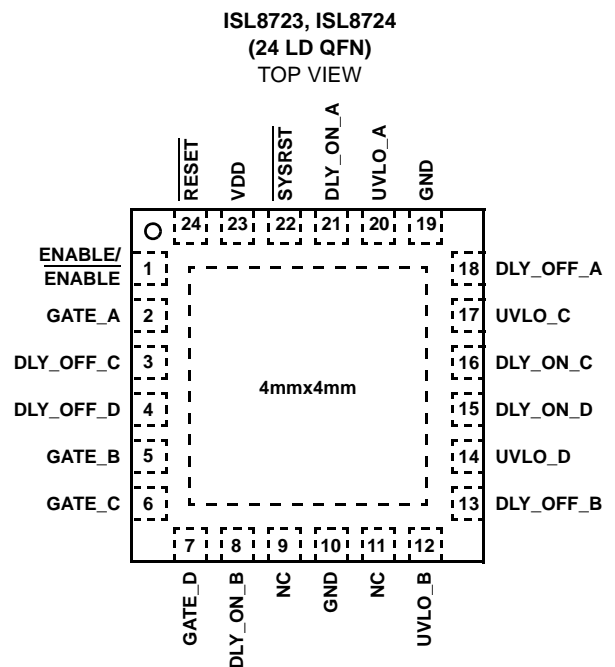 ISL8723, ISL8724
(24 LD QFN)
TOP VIEW
RESET
VDD
SYSRST
DLY_ON_A
UVLO_A
GND
24 23 22 21 20 19
ENABLE/
ENABLE
1
18 DLY_OFF_A
GATE_A 2
17 UVLO_C
DLY_OFF_C 3
16 DLY_ON_C
4mmx4mm
DLY_OFF_D 4
15 DLY_ON_D
GATE_B 5
14 UVLO_D
GATE_C 6
13 DLY_OFF_B
7 8 9 10 11 12
GATE_D
DLY_ON_B
NC
GND
NC
UVLO_B